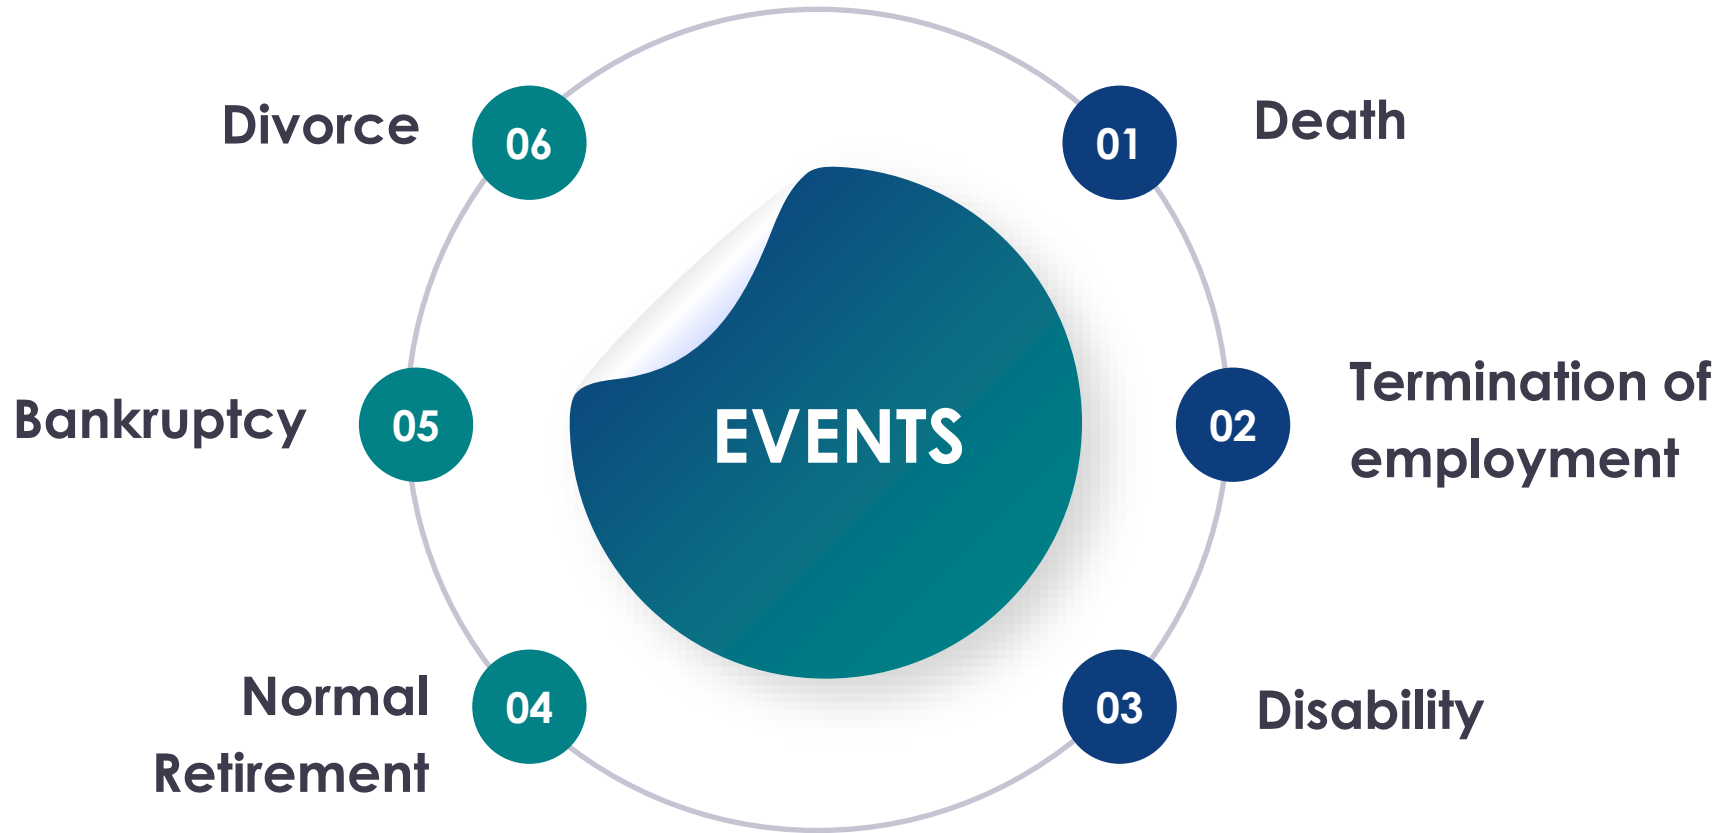 EVENTS
01
Death
02
Termination of
employment
03
Disability
04
Normal
Retirement
05
Bankruptcy
06
Divorce